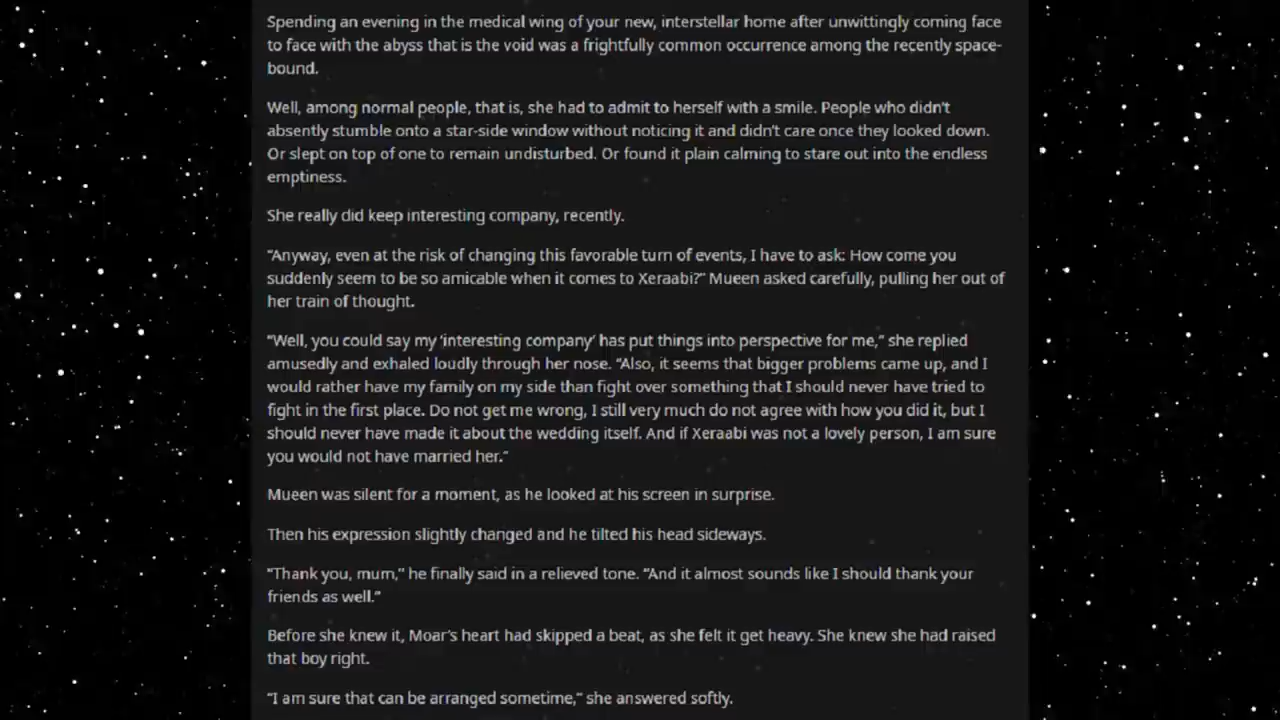 Spending an evening in the medical wing of your new, interstellar home after unwittingly coming face
to face with the abyss that is the void was a frightfully common occurrence among the recently space-
bound.
Well, among normal people, that is, she had to admit to herself with a smile. People who didn’t
absently stumble onto a star-side window without noticing it and didn’t care once they looked down.
Or slept on top of one to remain undisturbed. Or found it plain calming to stare out into the endless
emptiness.
She really did keep interesting company, recently.
“Anyway, even at the risk of changing this favorable turn of events, I have to ask: How come you
suddenly seem to be so amicable when it comes to Xeraabi?” Mueen asked carefully, pulling her out of
her train of thought.
“Well, you could say my ‘interesting company’ has put things into perspective for me,” she replied
amusedly and exhaled loudly through her nose. “Also, it seems that bigger problems came up, and I
would rather have my family on my side than fight over something that I should never have tried to
fight in the first place. Do not get me wrong, I still very much do not agree with how you did it, but I
should never have made it about the wedding itself. And if Xeraabi was not a lovely person, I am sure
you would not have married her.”
Mueen was silent for a moment, as he looked at his screen in surprise.
Then his expression slightly changed and he tilted his head sideways.
“Thank you, mum,” he finally said in a relieved tone. “And it almost sounds like I should thank your
friends as well.”
Before she knew it, Moar’s heart had skipped a beat, as she felt it get heavy. She knew she had raised
that boy right.
“I am sure that can be arranged sometime,” she answered softly.